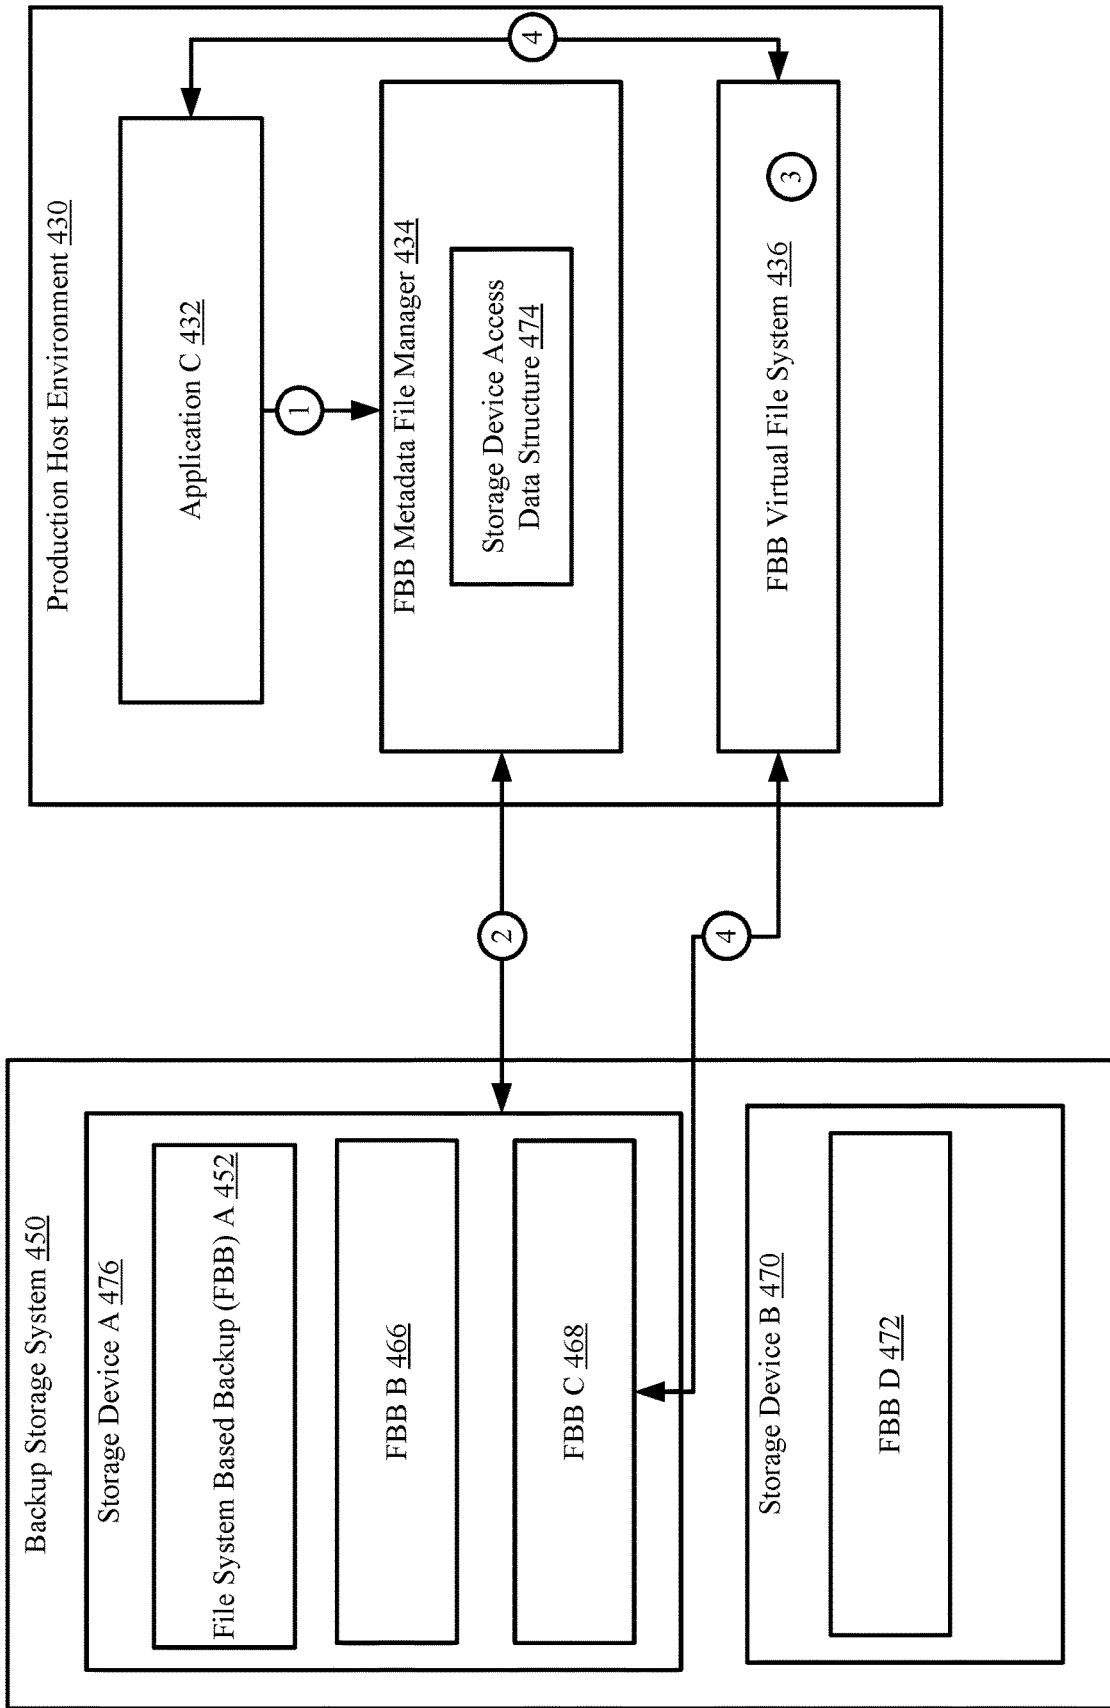 Backup Storage System 450
Storage Device A 476
File System Based Backup (FBB) A 452
FBB B 466
FBB C 468
Storage Device B 470
FBB D 472
2
4
Production Host Environment 430
Application C 432
1
FBB Metadata File Manager 434
Storage Device Access
Data Structure 474
FBB Virtual File System 436
3
4